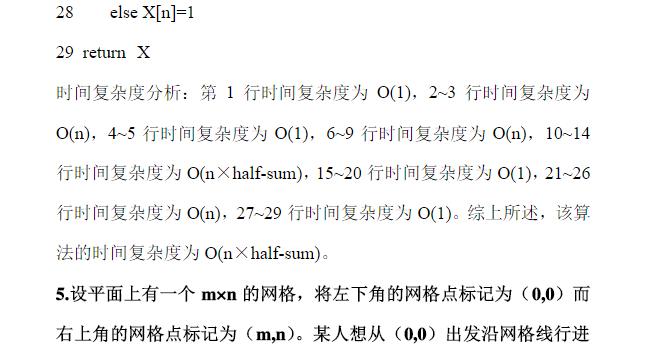 28 else X[n]=1
29 return X
时间复杂度分析：第 1 行时间复杂度为 O(1)，2~3 行时间复杂度为
O(n)，4~5 行时间复杂度为 O(1)，6~9 行时间复杂度为 O(n)，10~14
行时间复杂度为 O(n×half-sum)，15~20 行时间复杂度为 O(1)，21~26
行时间复杂度为 O(n)，27~29 行时间复杂度为 O(1)。综上所述，该算
法的时间复杂度为 O(n×half-sum)。
5.设平面上有一个 m×n 的网格，将左下角的网格点标记为（0,0）而
右上角的网格点标记为（m,n）。某人想从（0,0）出发沿网格线行进